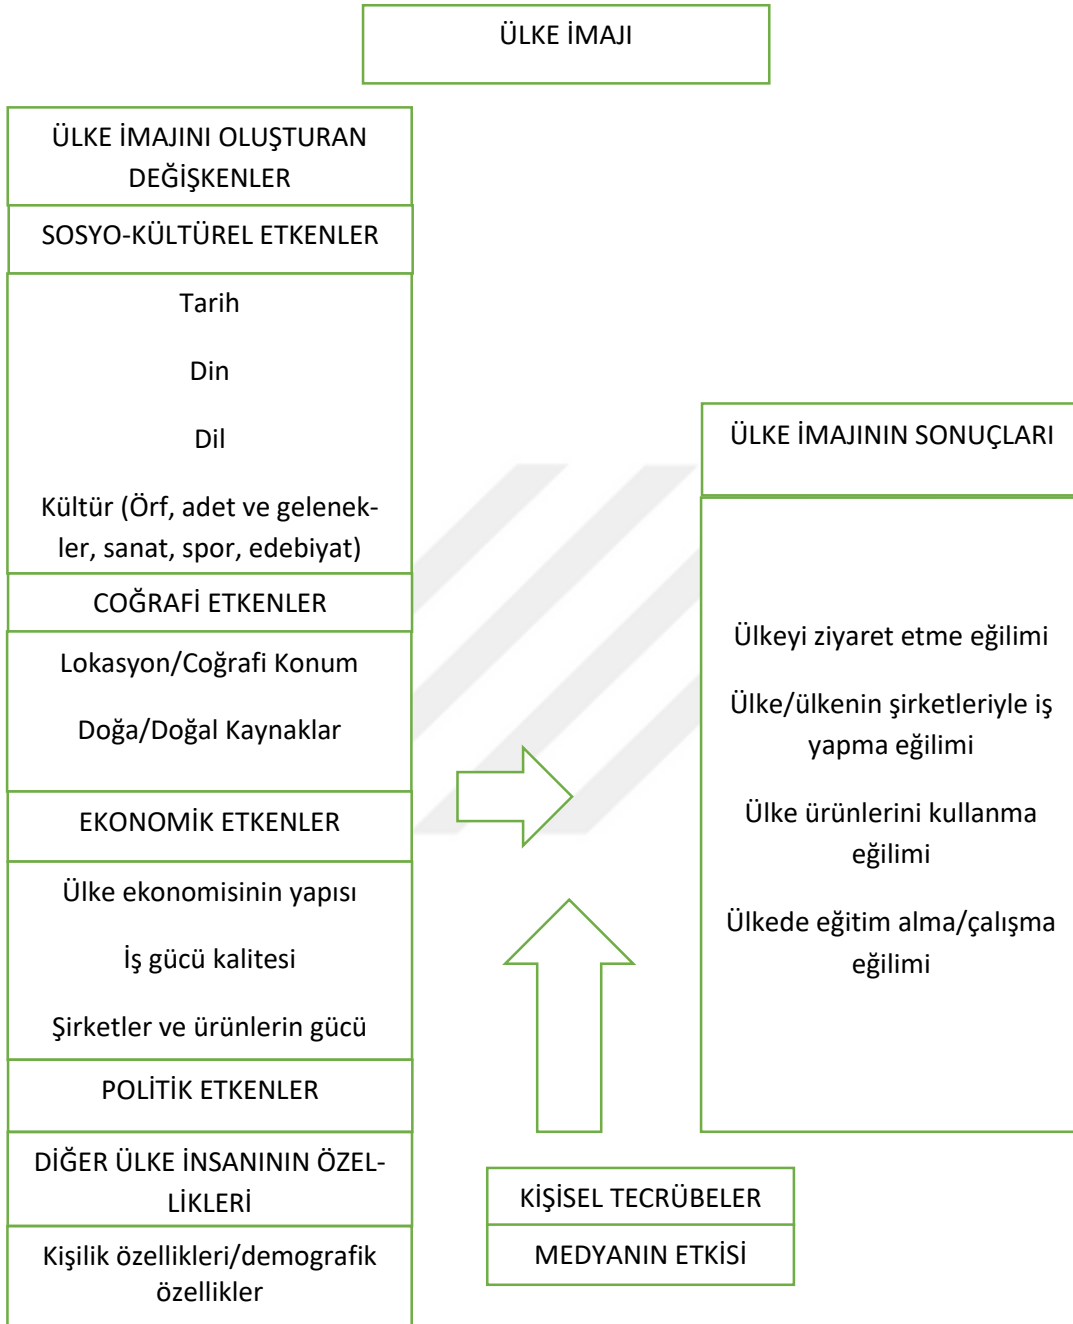 ÜLKE İMAJI
ÜLKE İMAJINI OLUŞTURAN
DEĞİŞKENLER
SOSYO-KÜLTÜREL ETKENLER
Tarih
Din
Dil
Kültür (Örf, adet ve gelenek-
ler, sanat, spor, edebiyat)
COĞRAFİ ETKENLER
Lokasyon/Coğrafi Konum
Doğa/Doğal Kaynaklar
EKONOMİK ETKENLER
Ülke ekonomisinin yapısı
İş gücü kalitesi
Şirketler ve ürünlerin gücü
POLİTİK ETKENLER
DİĞER ÜLKE İNSANININ ÖZEL-
LİKLERİ
Kişilik özellikleri/demografik
özellikler
KİŞİSEL TECRÜBELER
MEDYANIN ETKİSİ
ÜLKE İMAJININ SONUÇLARI
Ülkeyi ziyaret etme eğilimi
Ülke/ülkenin şirketleriyle iş
yapma eğilimi
Ülke ürünlerini kullanma
eğilimi
Ülkede eğitim alma/çalışma
eğilimi